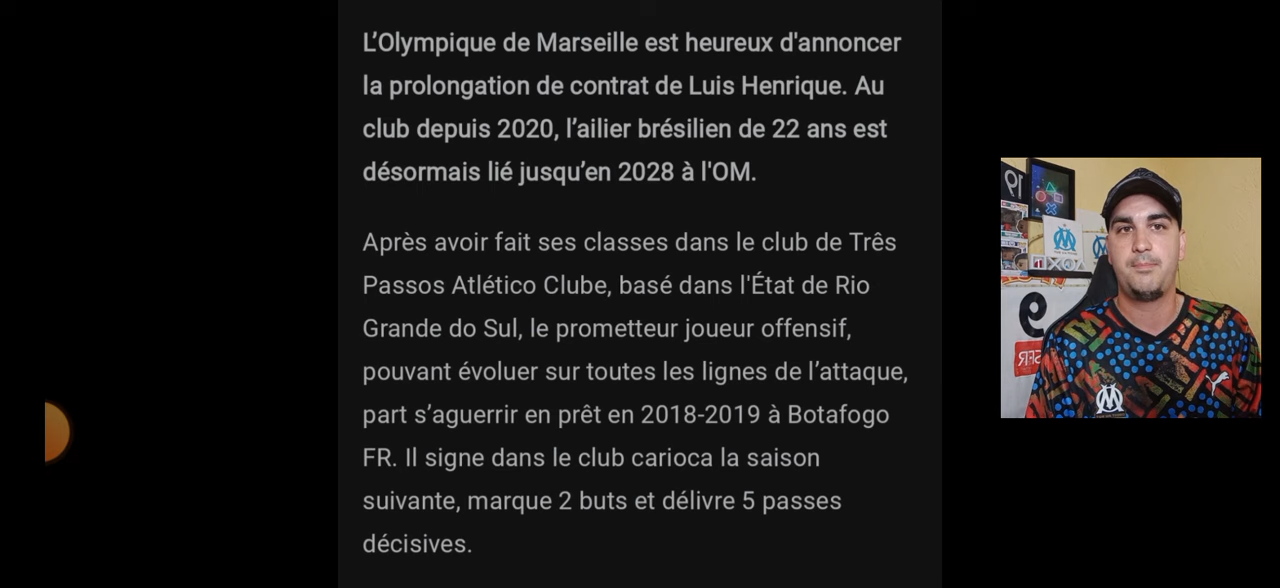 L’Olympique de Marseille est heureux d'annoncer
la prolongation de contrat de Luis Henrique. Au
club depuis 2020, l’ailier brésilien de 22 ans est
désormais lié jusqu’en 2028 à l'OM.
Après avoir fait ses classes dans le club de Três
Passos Atlético Clube, basé dans l'État de Rio
Grande do Sul, le prometteur joueur offensif,
pouvant évoluer sur toutes les lignes de l’attaque,
part s’aguerrir en prêt en 2018-2019 à Botafogo
FR. Il signe dans le club carioca la saison
suivante, marque 2 buts et délivre 5 passes
décisives.
19
9
SFR